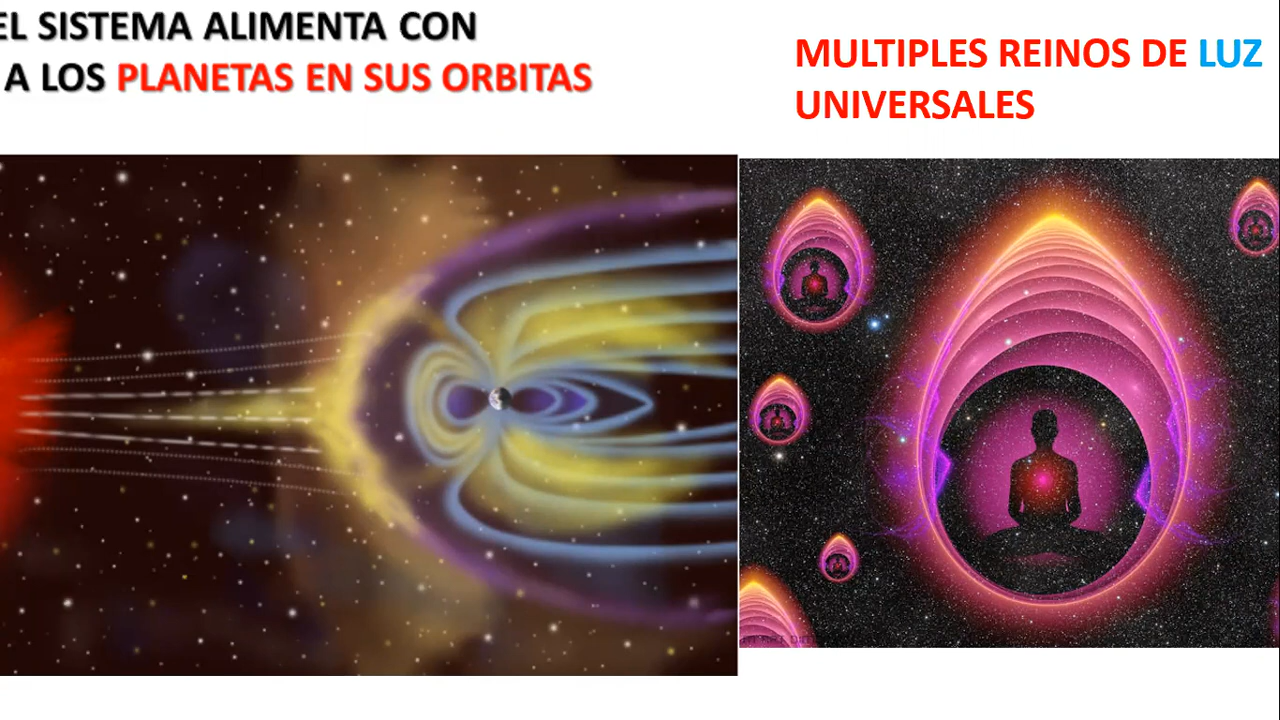 EL SISTEMA ALIMENTA CON
A LOS PLANETAS EN SUS ORBITAS
MULTIPLES REINOS DE LUZ
UNIVERSALES